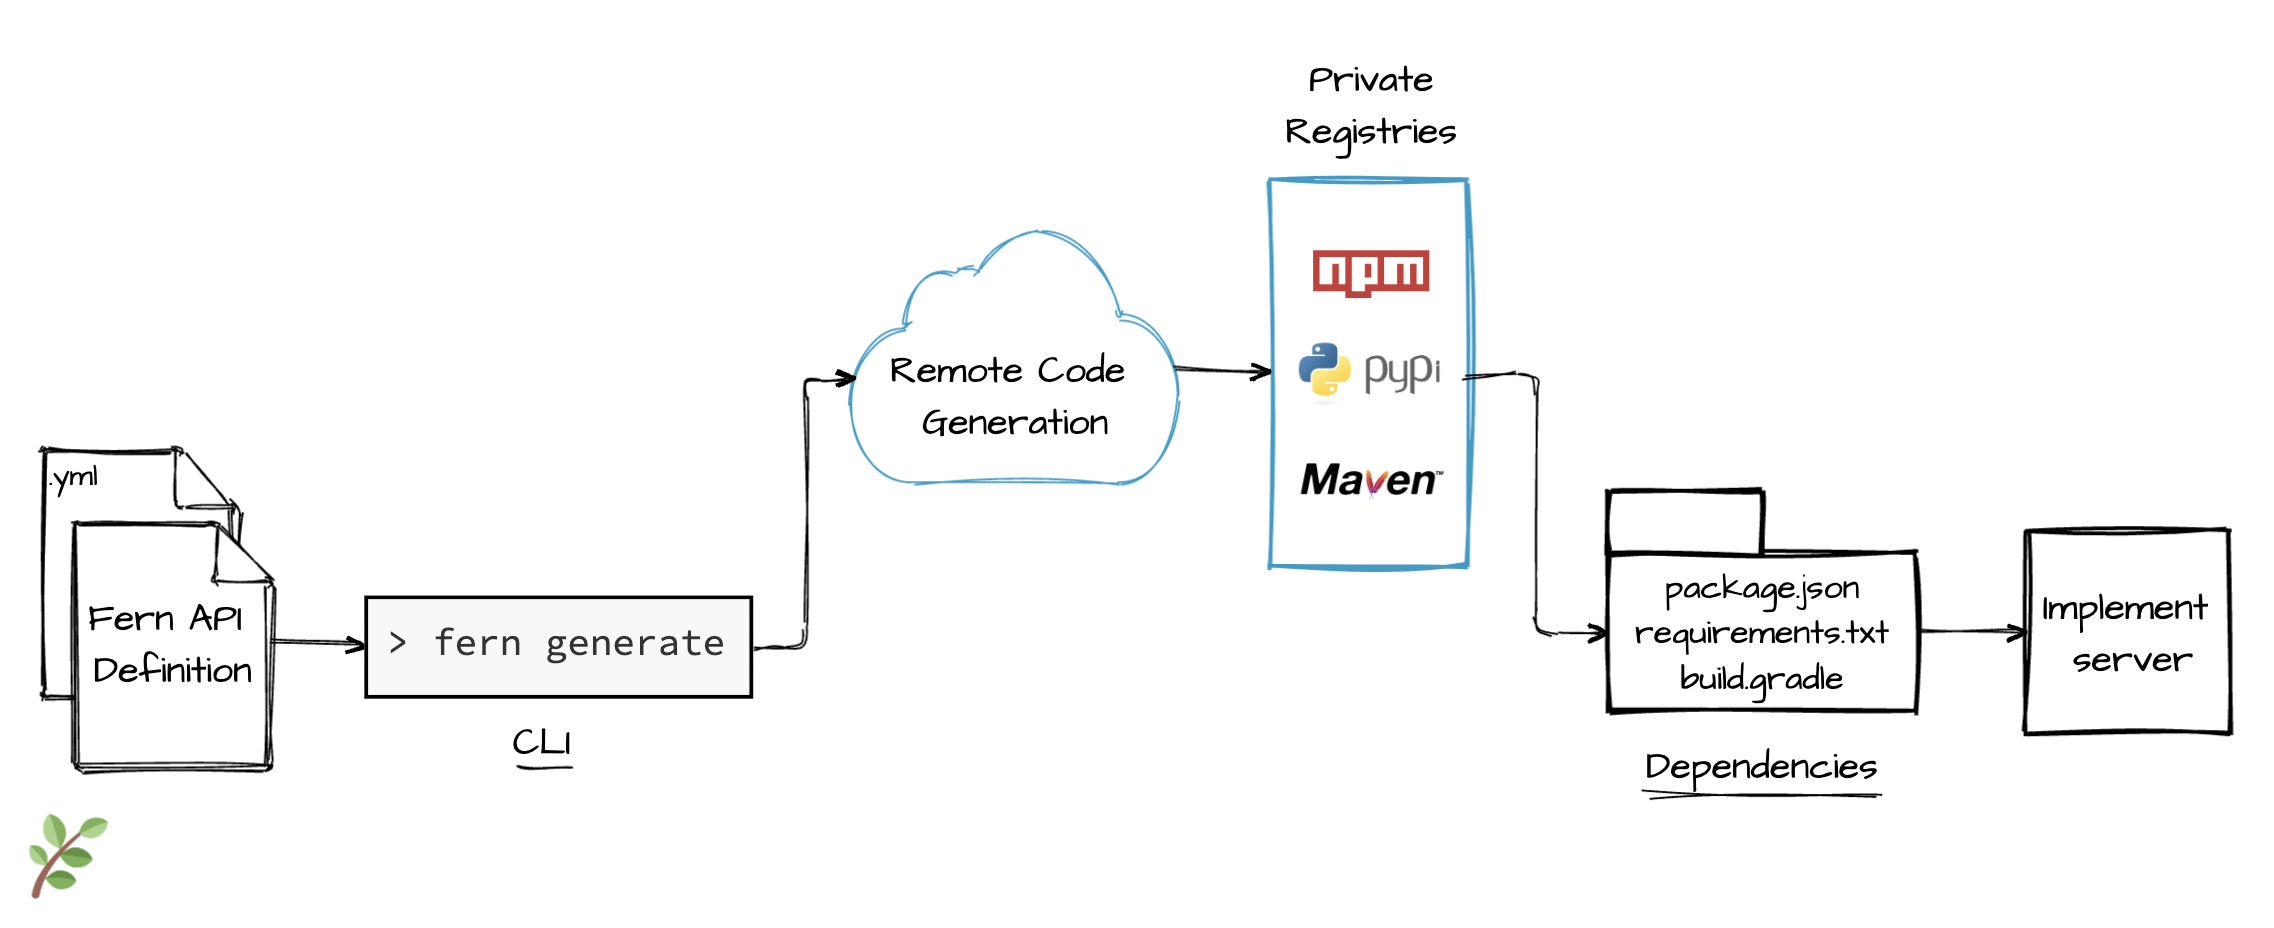 .yml
Fern API
Definition
> fern generate
CLI
Remote Code
Generation
Private
Registries
npm
pypi
Maven™
package.json
requirements.txt
build.gradle
Dependencies
Implement
server